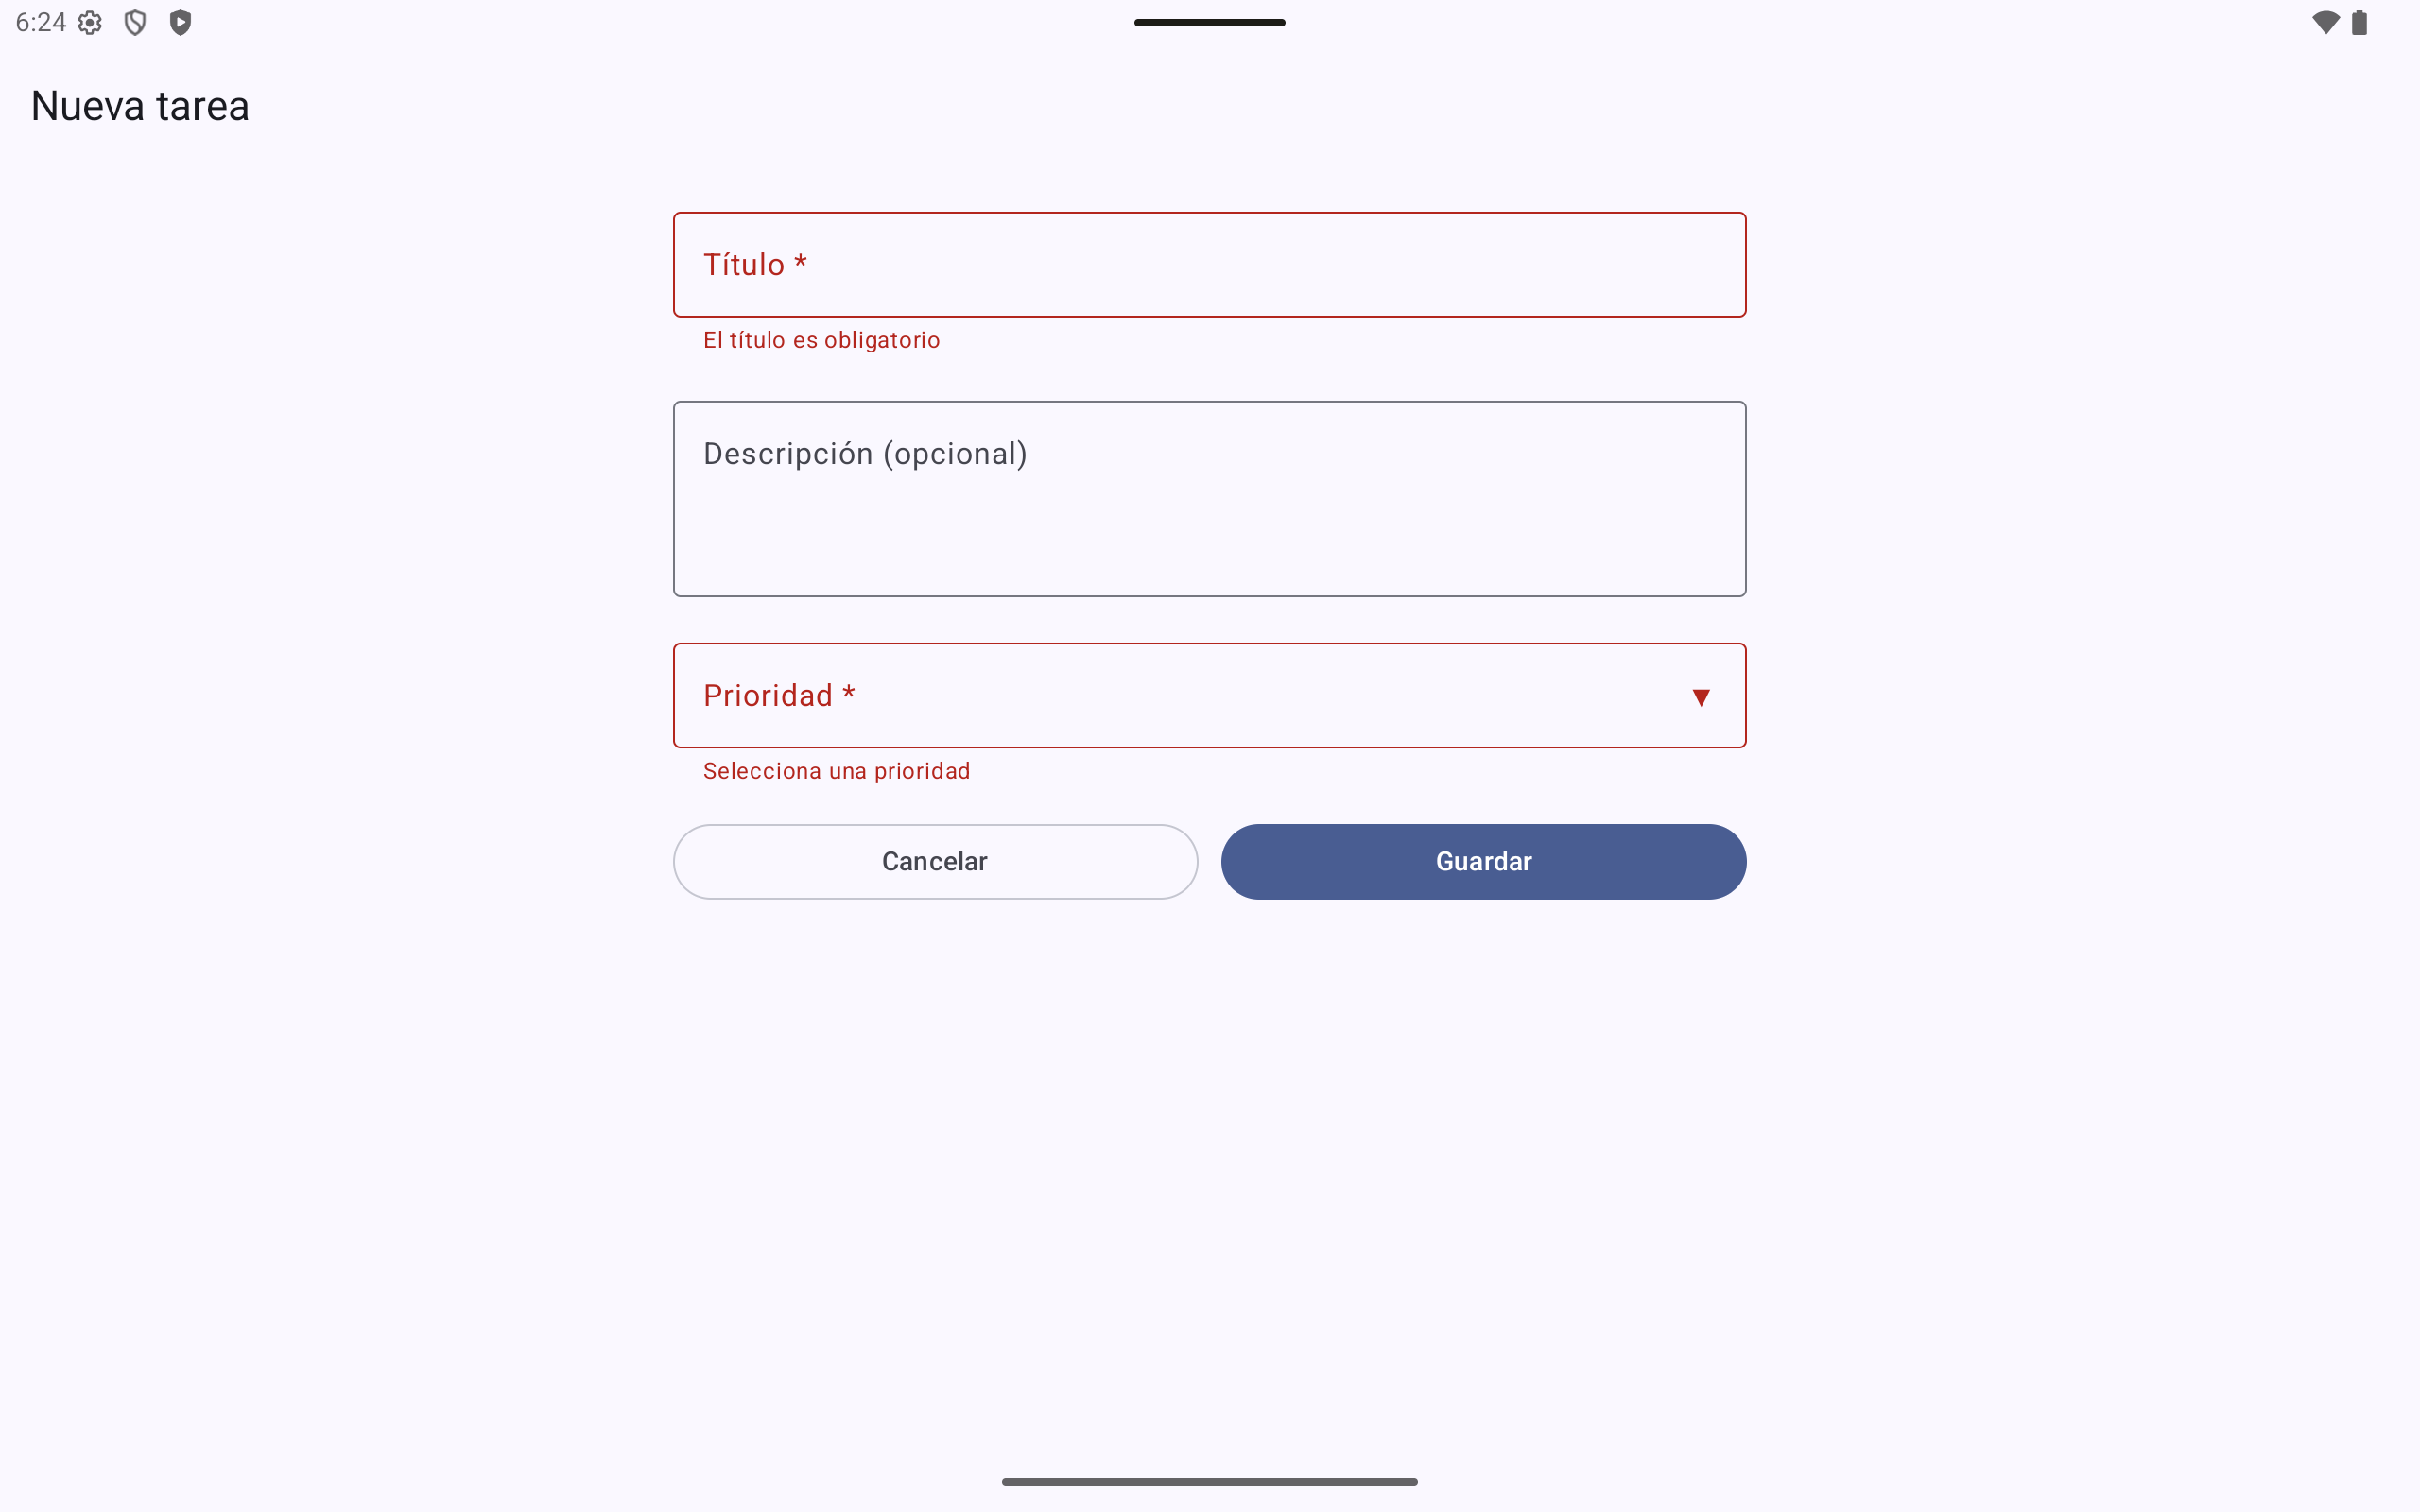 6:24
Nueva tarea
Título *
El título es obligatorio
Descripción (opcional)
Prioridad *
Selecciona una prioridad
Cancelar
Guardar